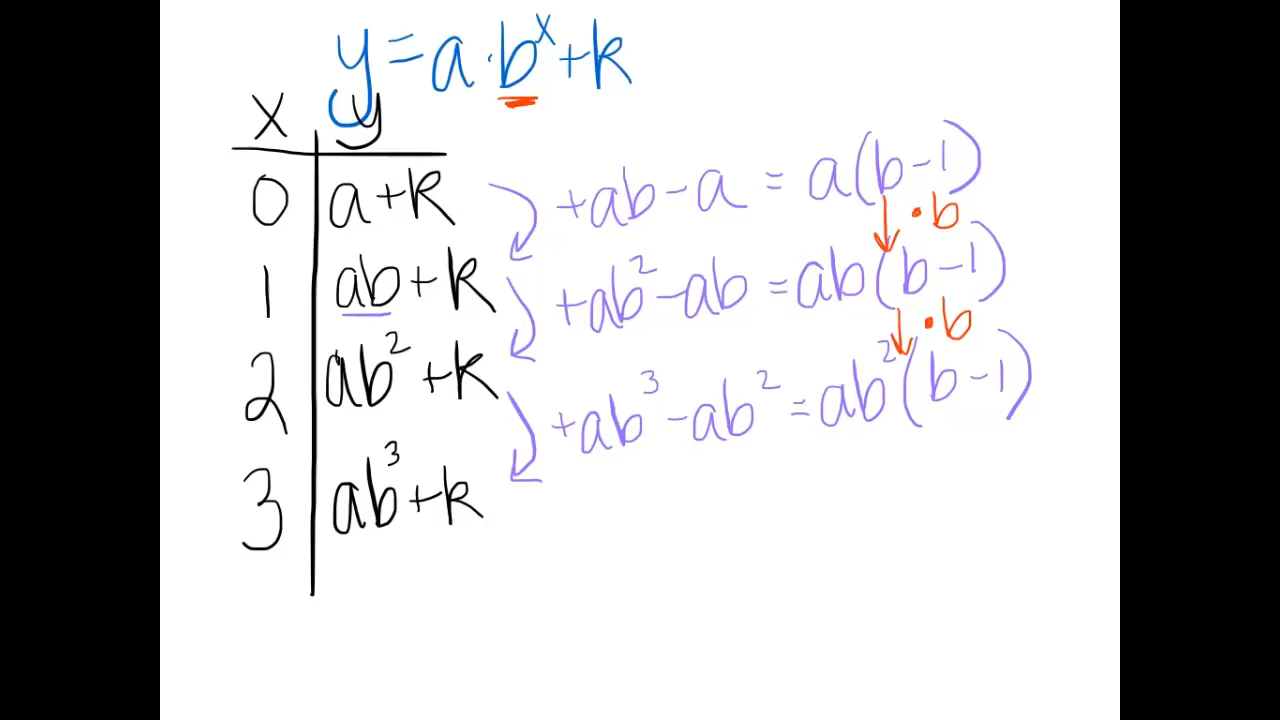 y = a · b^x + k
x y
0 a + k +ab - a = a(b - 1)
· b
1 ab + k +ab² - ab = ab(b - 1)
· b
2 ab² + k +ab³ - ab² = ab²(b - 1)
3 ab³ + k